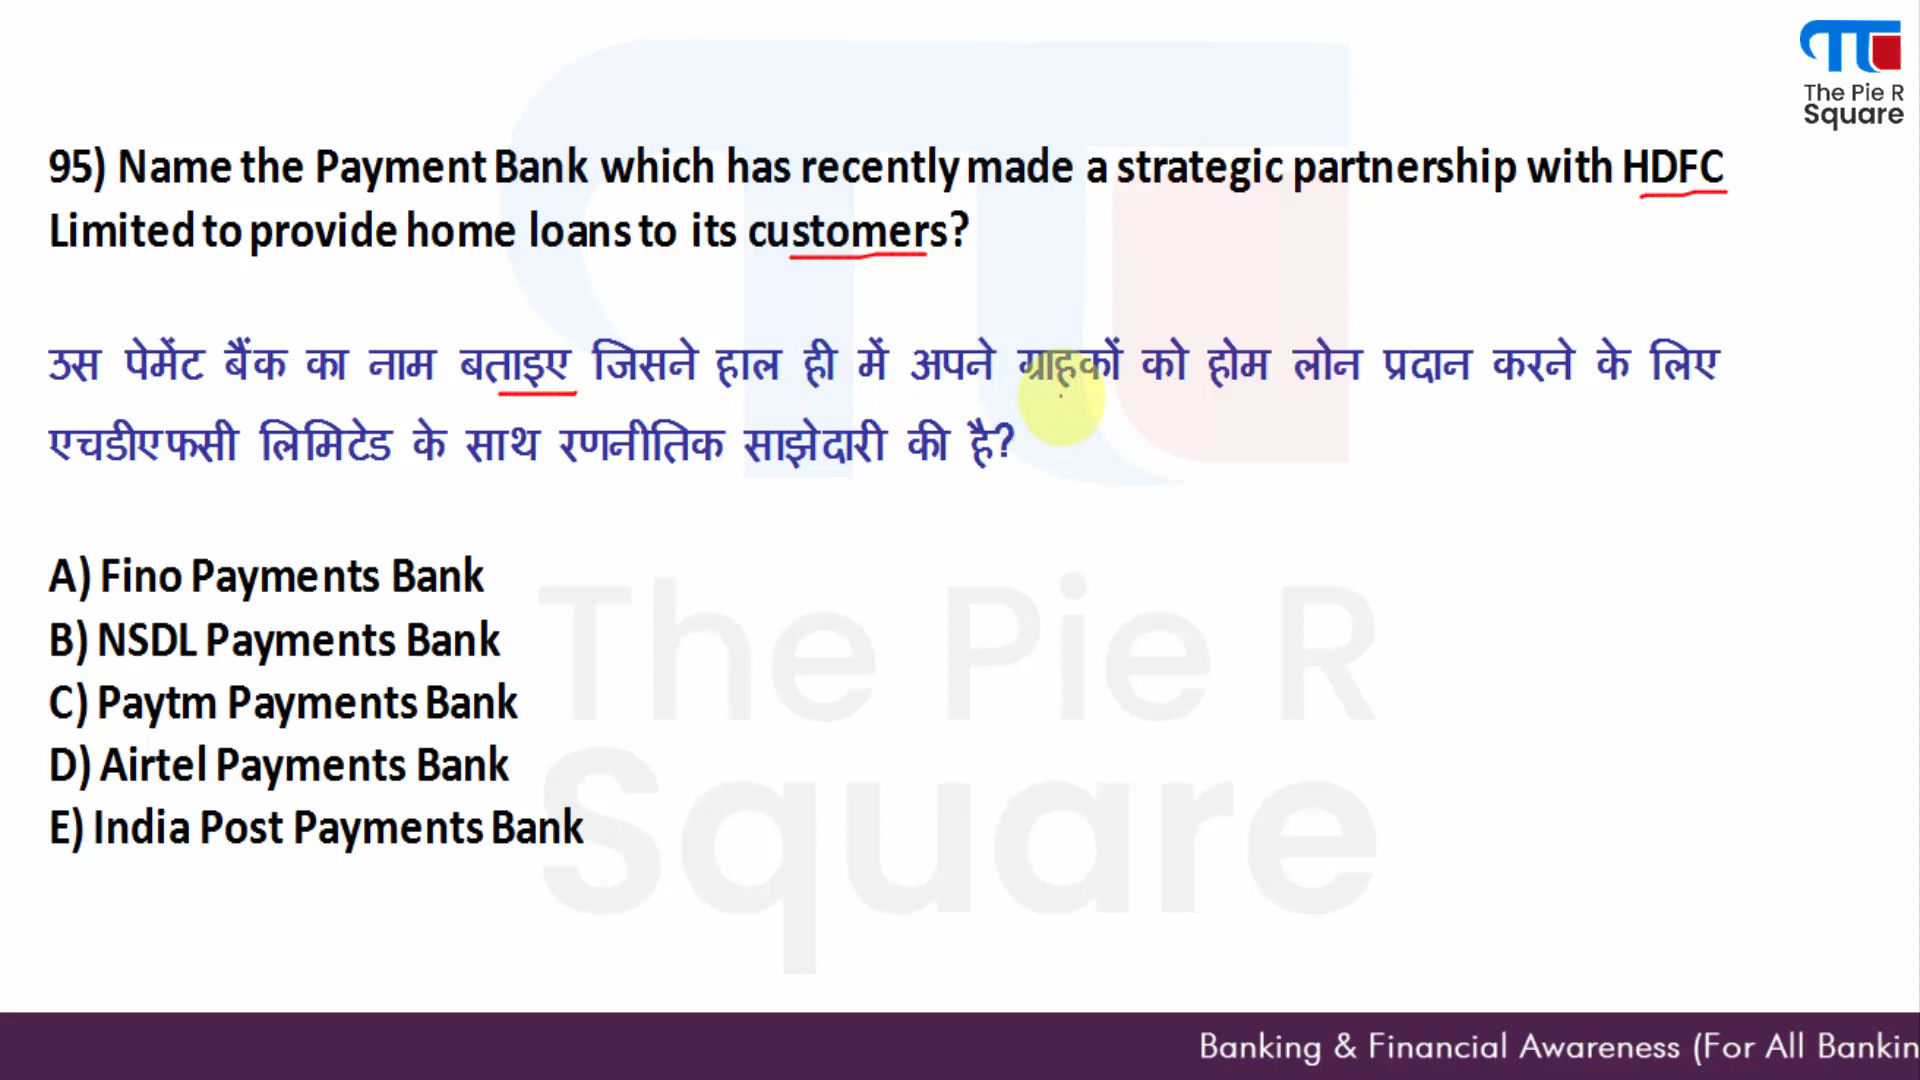 The Pie R
Square
95) Name the Payment Bank which has recently made a strategic partnership with HDFC
Limited to provide home loans to its customers?
उस पेमेंट बैंक का नाम बताइए जिसने हाल ही में अपने ग्राहकों को होम लोन प्रदान करने के लिए
एचडीएफसी लिमिटेड के साथ रणनीतिक साझेदारी की है?
A) Fino Payments Bank
B) NSDL Payments Bank
C) Paytm Payments Bank
D) Airtel Payments Bank
E) India Post Payments Bank
The Pie R
Square
Banking & Financial Awareness (For All Bankin